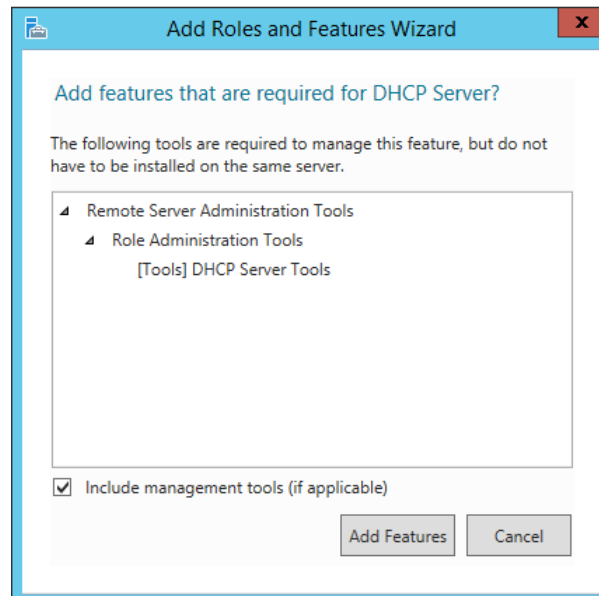 Add Roles and Features Wizard
x
Add features that are required for DHCP Server?
The following tools are required to manage this feature, but do not
have to be installed on the same server.
Remote Server Administration Tools
Role Administration Tools
[Tools] DHCP Server Tools
Include management tools (if applicable)
Add Features
Cancel